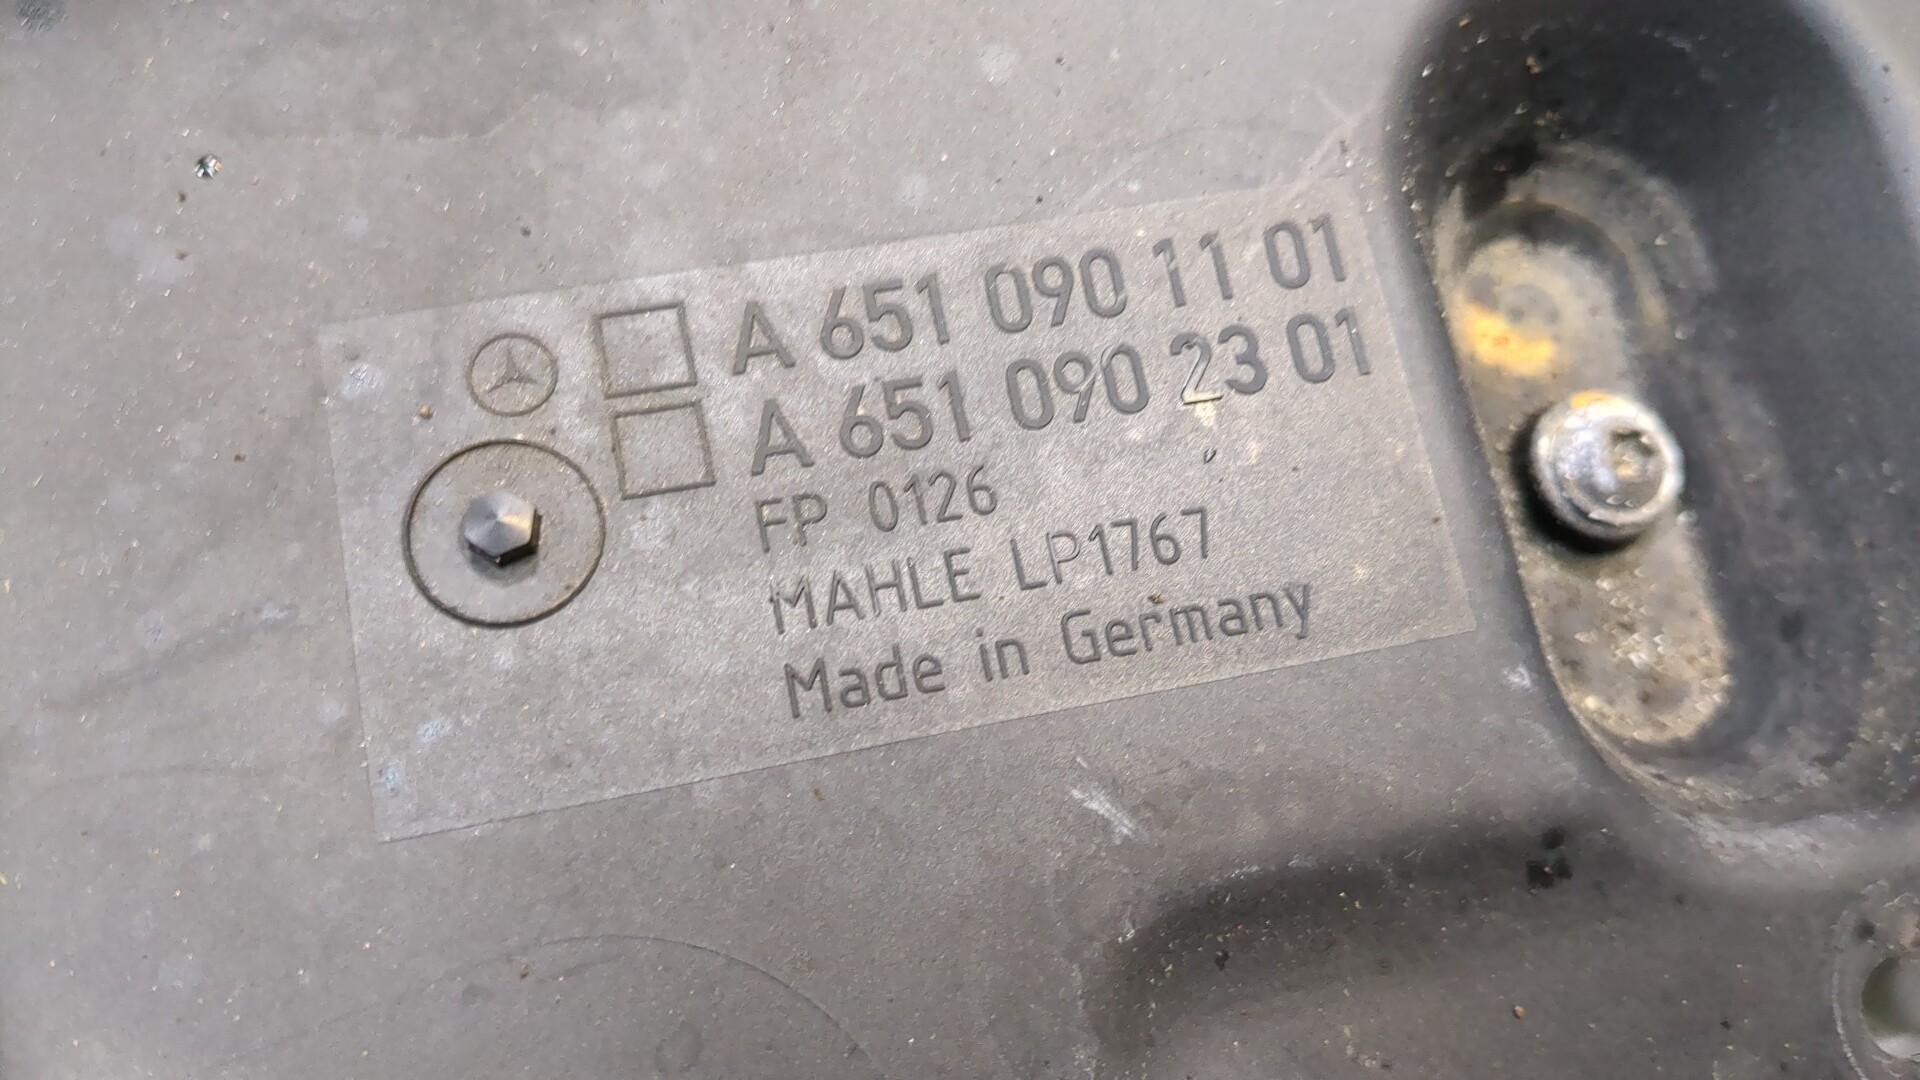 A 651 090 11 01
A 651 090 23 01
FP 0126
MAHLE LP1767
Made in Germany